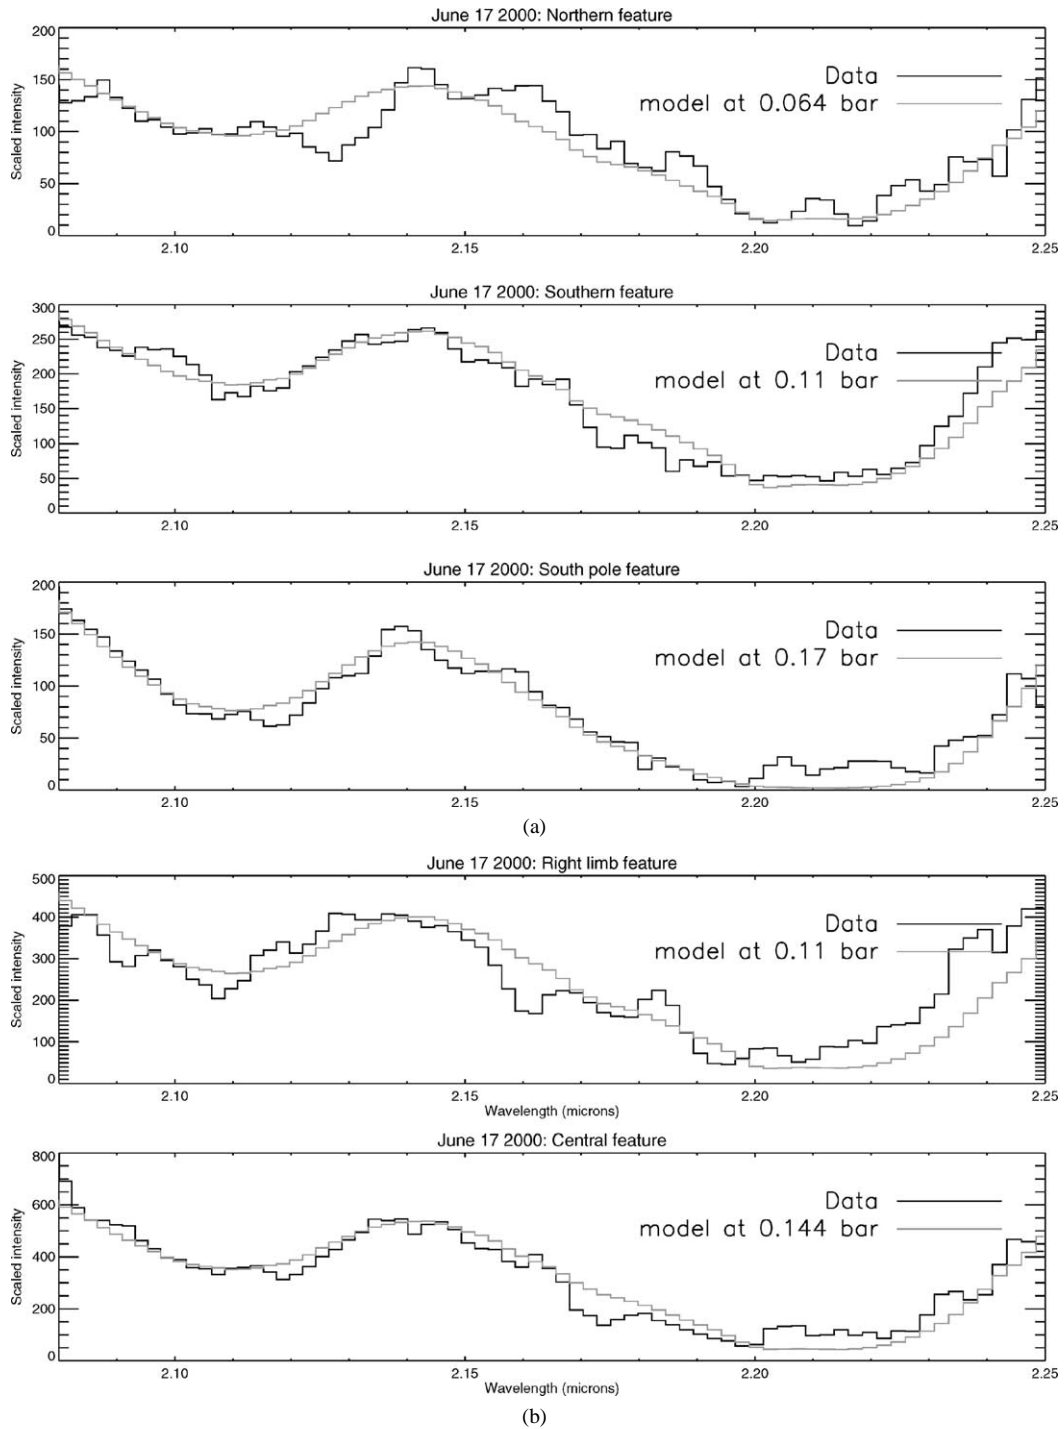 June 17 2000: Northern feature
200
150
100
50
0
Scaled intensity
Data
model at 0.064 bar
2.10 2.15 2.20 2.25
June 17 2000: Southern feature
300
250
200
150
100
50
0
Scaled intensity
Data
model at 0.11 bar
2.10 2.15 2.20 2.25
June 17 2000: South pole feature
200
150
100
50
0
Scaled intensity
Data
model at 0.17 bar
2.10 2.15 2.20 2.25
(a)
June 17 2000: Right limb feature
500
400
300
200
100
0
Scaled intensity
Data
model at 0.11 bar
2.10 2.15 2.20 2.25
Wavelength (microns)
June 17 2000: Central feature
800
600
400
200
0
Scaled intensity
Data
model at 0.144 bar
2.10 2.15 2.20 2.25
Wavelength (microns)
(b)